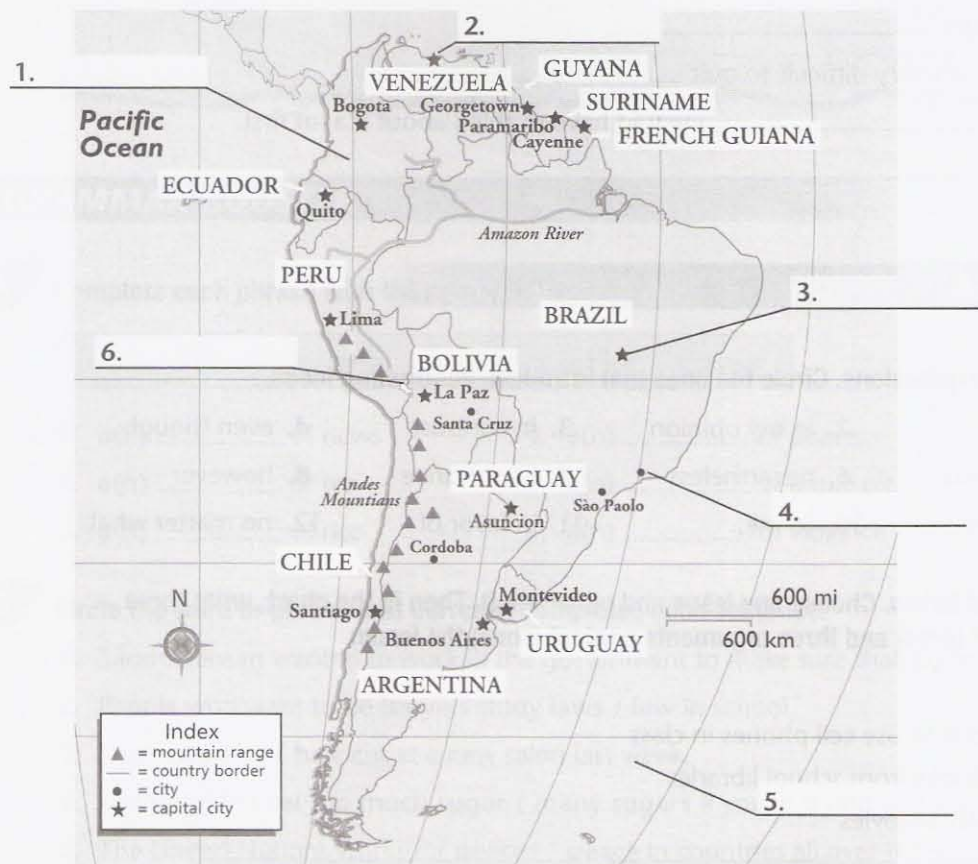 2.
1.
VENEZUELA
GUYANA
Bogota
Georgetown
SURINAME
Pacific
Ocean
Paramaribo
Cayenne
FRENCH GUIANA
ECUADOR
Quito
Amazon River
PERU
3.
Lima
BRAZIL
6.
BOLIVIA
La Paz
Santa Cruz
Andes
Mountians
PARAGUAY
Sào Paolo
4.
Asuncion
Cordoba
CHILE
N
Montevideo
600 mi
Santiago
Buenos Aires
URUGUAY
600 km
ARGENTINA
Index
= mountain range
= country border
= city
= capital city
5.